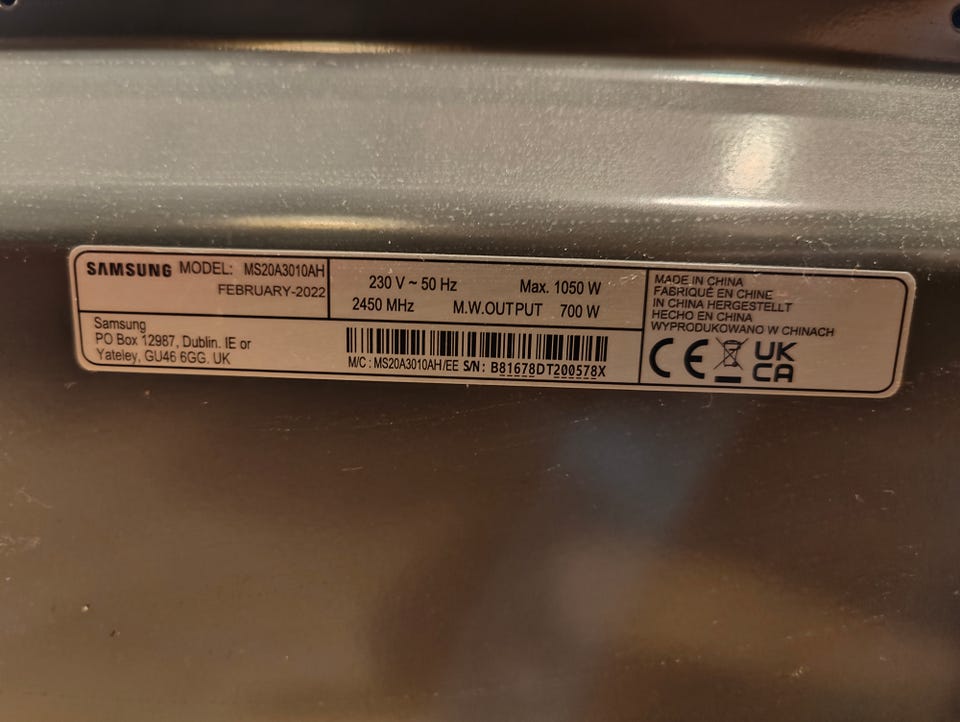 SAMSUNG MODEL: MS20A3010AH
FEBRUARY-2022
230 V ~ 50 Hz Max. 1050 W
2450 MHz M.W.OUTPUT 700 W
MADE IN CHINA
FABRIQUÉ EN CHINE
IN CHINA HERGESTELLT
HECHO EN CHINA
WYPRODUKOWANO W CHINACH
Samsung
PO Box 12987, Dublin. IE or
Yateley, GU46 6GG. UK
M/C : MS20A3010AH/EE S/N : B81678DT200578X
CE
UK
CA